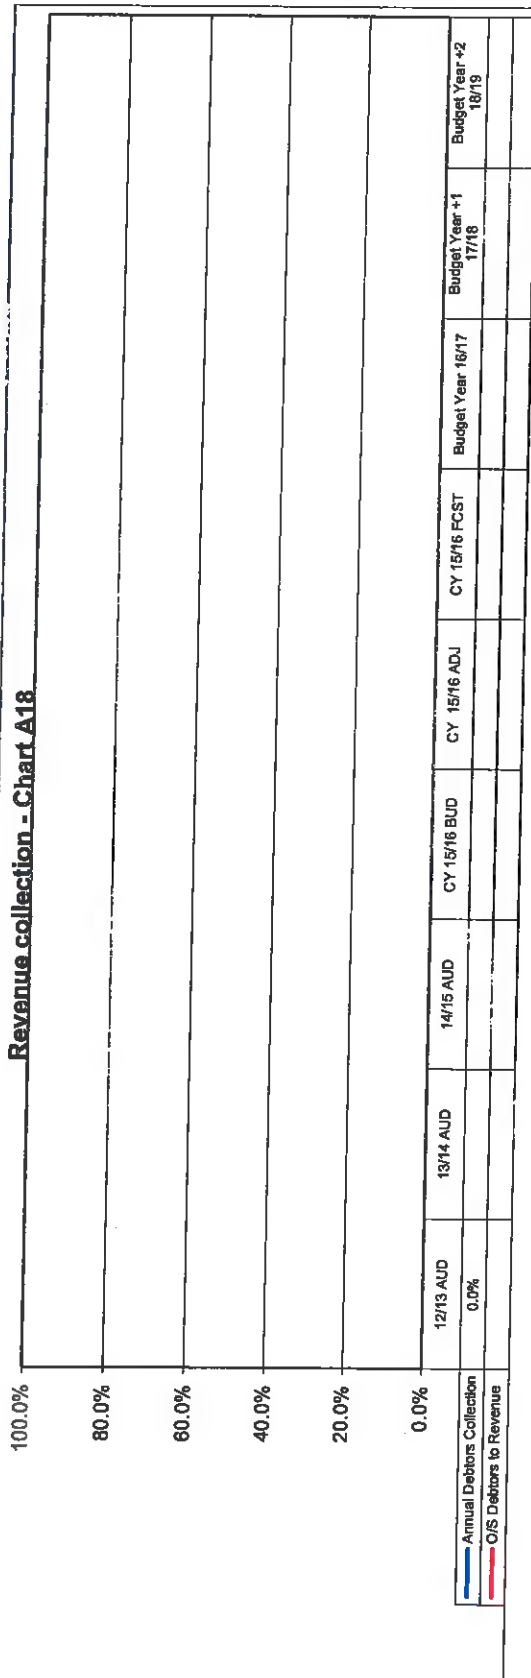 Revenue collection - Chart A18
100.0%
80.0%
60.0%
40.0%
20.0%
0.0%
12/13 AUD
13/14 AUD
14/15 AUD
CY 15/16 BUD
CY 15/16 ADJ
CY 15/16 FCST
Budget Year 16/17
Budget Year +1
17/18
Budget Year +2
18/19
Annual Debtors Collection 0.0%
O/S Debtors to Revenue